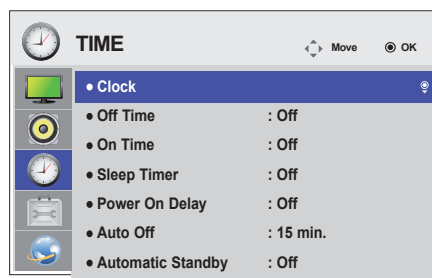 TIME
Move OK
● Clock
● Off Time : Off
● On Time : Off
● Sleep Timer : Off
● Power On Delay : Off
● Auto Off : 15 min.
● Automatic Standby : Off